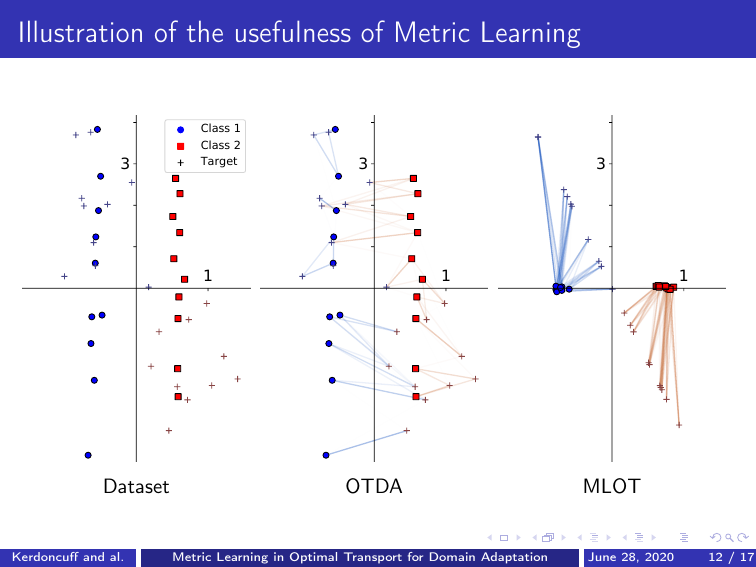 Illustration of the usefulness of Metric Learning
Class 1
Class 2
Target
3
1
3
1
3
1
Dataset
OTDA
MLOT
Kerdoncuff and al.
Metric Learning in Optimal Transport for Domain Adaptation
June 28, 2020
12 / 17